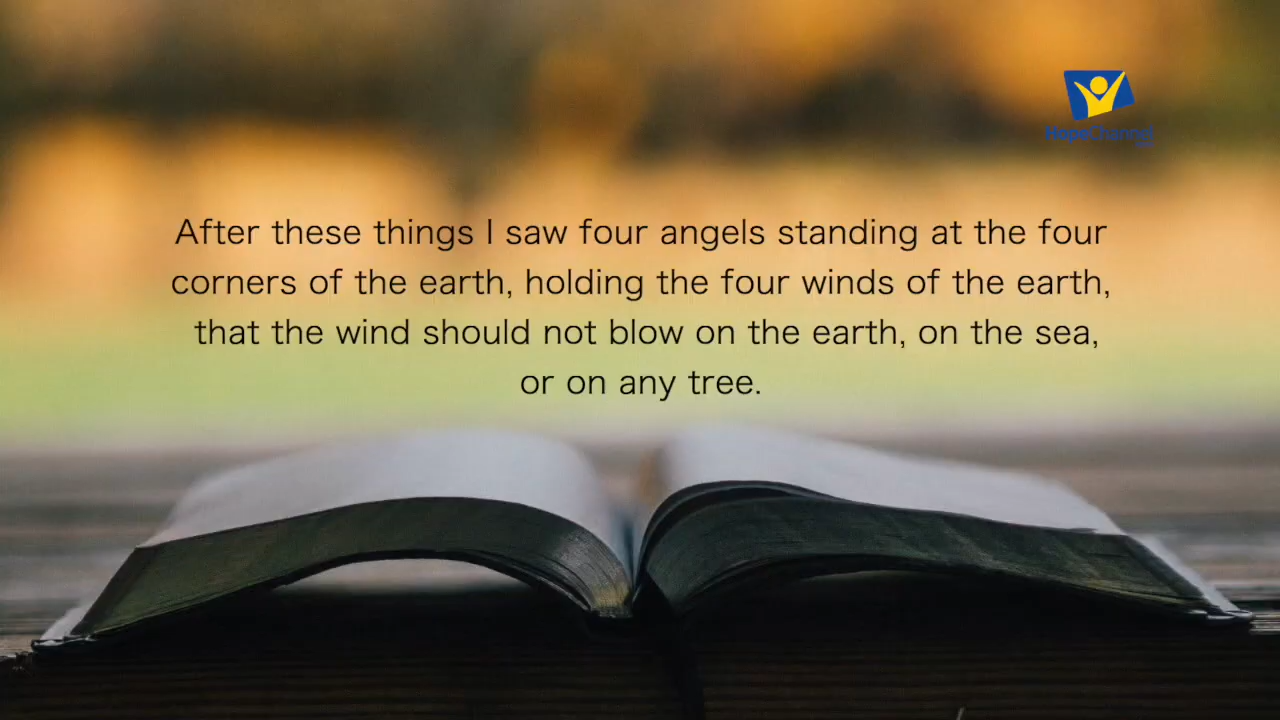 HopeChannel
After these things I saw four angels standing at the four
corners of the earth, holding the four winds of the earth,
that the wind should not blow on the earth, on the sea,
or on any tree.